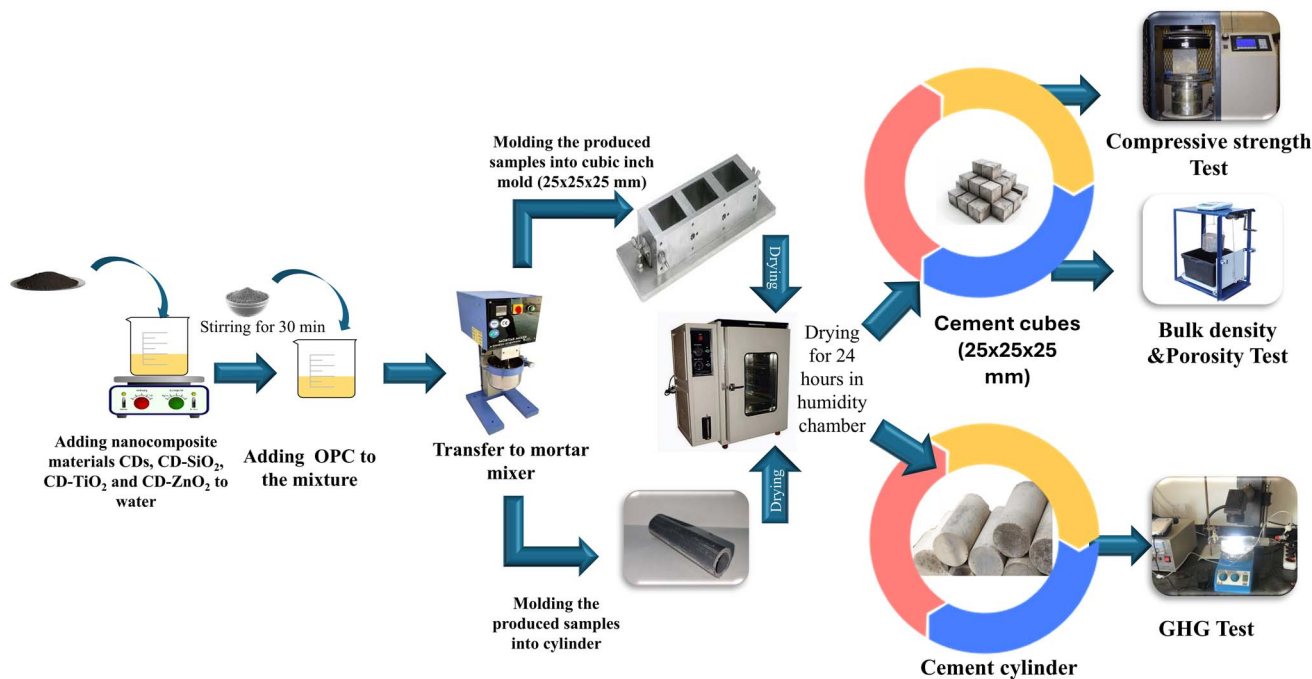 Stirring for 30 min
Adding nanocomposite
materials CDs, CD-SiO₂,
CD-TiO₂ and CD-ZnO₂ to
water
Adding OPC to
the mixture
Transfer to mortar
mixer
Molding the produced
samples into cubic inch
mold (25x25x25 mm)
Molding the
produced samples
into cylinder
Drying
Drying
Drying
for 24
hours in
humidity
chamber
Cement cubes
(25x25x25
mm)
Cement cylinder
Compressive strength
Test
Bulk density
&Porosity Test
GHG Test